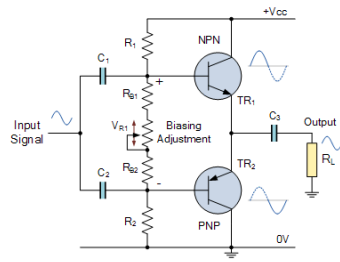 +Vcc
R1
NPN
C1
+
RB1
TR1
Input
Signal
VR1
Biasing
Adjustment
C3
Output
RB2
TR2
RL
C2
-
R2
PNP
0V